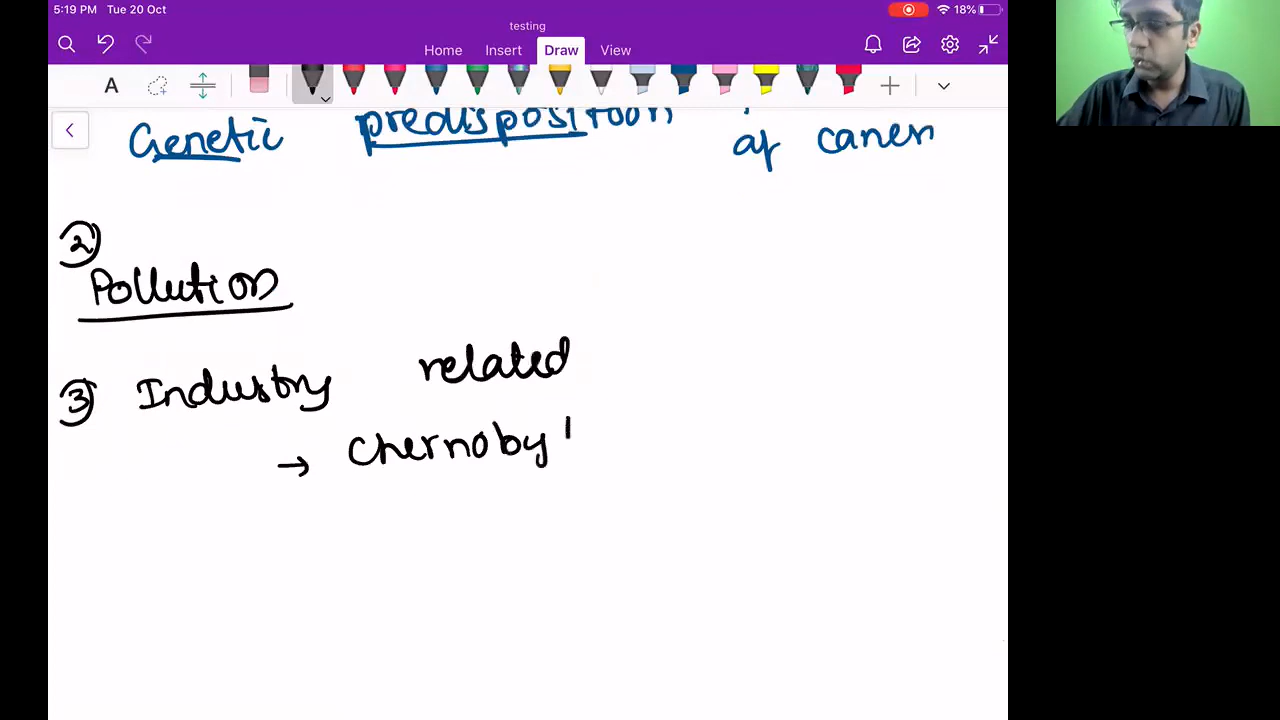 5:19 PM Tue 20 Oct 18%
testing
Home Insert Draw View
A
Genetic predisposition of cancer
②
Pollution
③ Industry related
→ Chernobyl